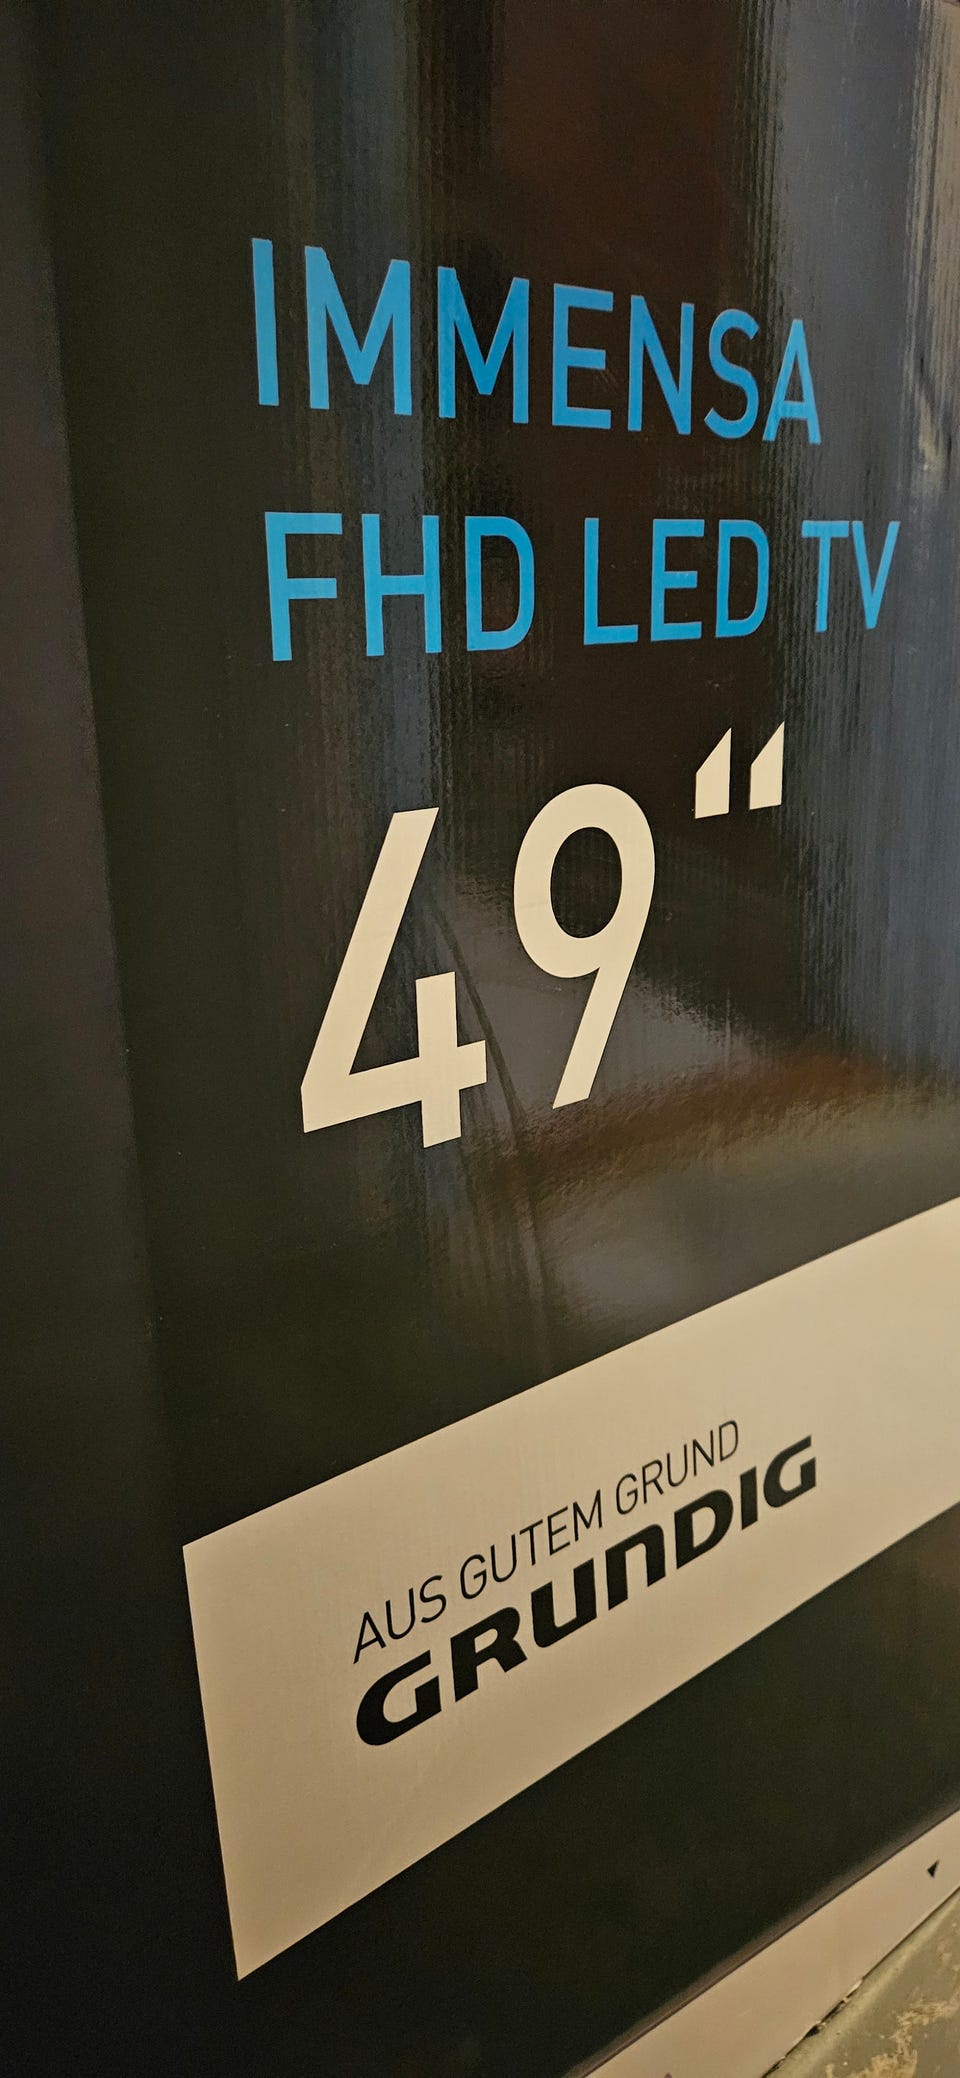 IMMENSA
FHD LED TV
49“
AUS GUTEM GRUND
GRUNDIG